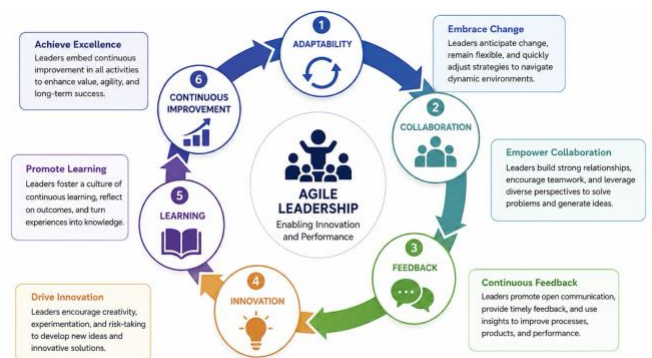 1
ADAPTABILITY
Embrace Change
Leaders anticipate change,
remain flexible, and quickly
adjust strategies to navigate
dynamic environments.
2
COLLABORATION
Empower Collaboration
Leaders build strong relationships,
encourage teamwork, and leverage
diverse perspectives to solve
problems and generate ideas.
3
FEEDBACK
Continuous Feedback
Leaders promote open communication,
provide timely feedback, and use
insights to improve processes,
products, and performance.
4
INNOVATION
Drive Innovation
Leaders encourage creativity,
experimentation, and risk-taking
to develop new ideas and
innovative solutions.
5
LEARNING
Promote Learning
Leaders foster a culture of
continuous learning, reflect
on outcomes, and turn
experiences into knowledge.
6
CONTINUOUS
IMPROVEMENT
Achieve Excellence
Leaders embed continuous
improvement in all activities
to enhance value, agility, and
long-term success.
AGILE
LEADERSHIP
Enabling Innovation
and Performance